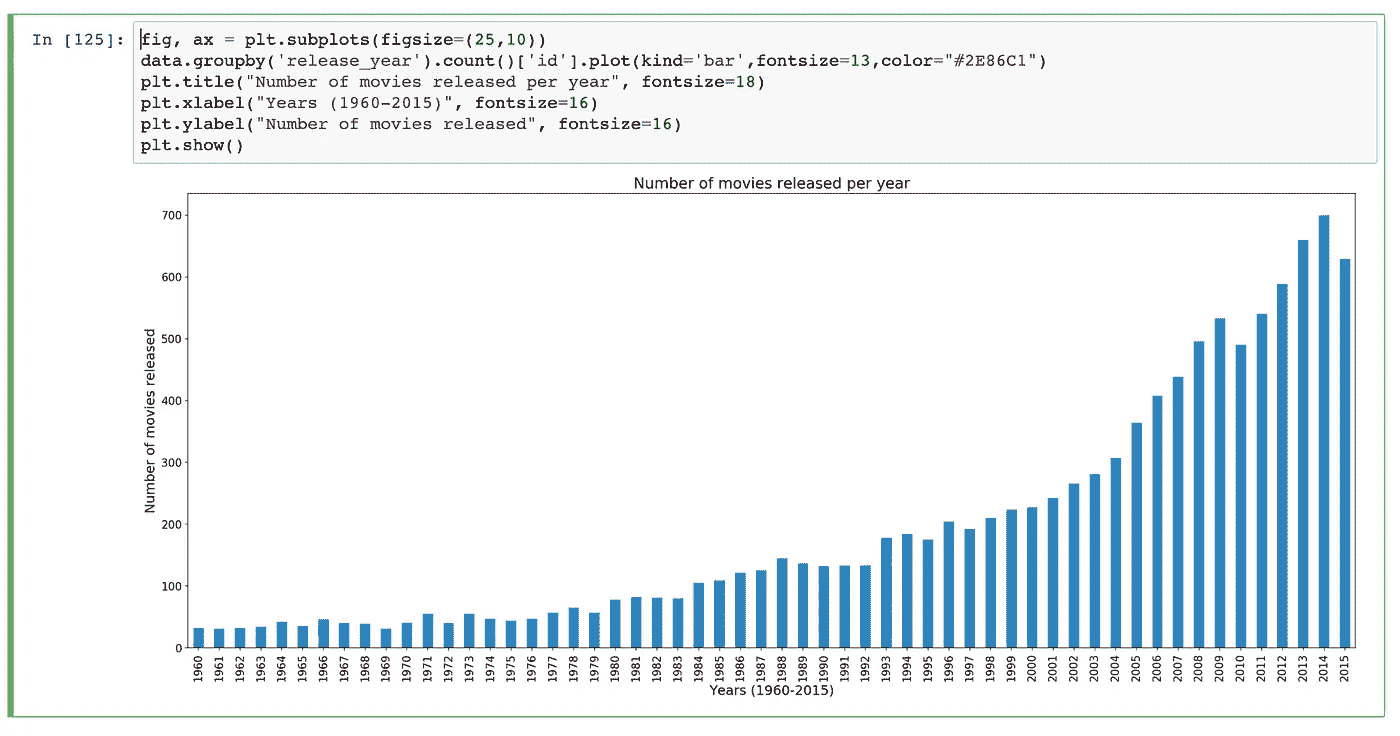 In [125]:
fig, ax = plt.subplots(figsize=(25,10))
data.groupby('release_year').count()['id'].plot(kind='bar',fontsize=13,color="#2E86C1")
plt.title("Number of movies released per year", fontsize=18)
plt.xlabel("Years (1960-2015)", fontsize=16)
plt.ylabel("Number of movies released", fontsize=16)
plt.show()
Number of movies released per year
Number of movies released
700
600
500
400
300
200
100
0
1960 1961 1962 1963 1964 1965 1966 1967 1968 1969 1970 1971 1972 1973 1974 1975 1976 1977 1978 1979 1980 1981 1982 1983 1984 1985 1986 1987 1988 1989 1990 1991 1992 1993 1994 1995 1996 1997 1998 1999 2000 2001 2002 2003 2004 2005 2006 2007 2008 2009 2010 2011 2012 2013 2014 2015
Years (1960-2015)